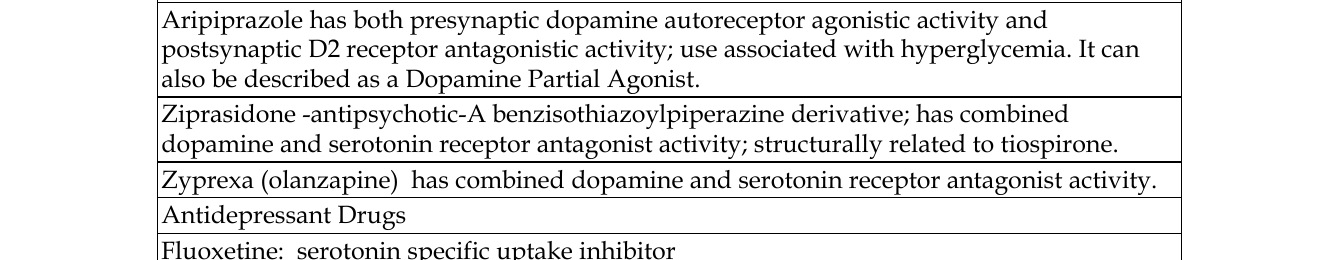 Aripiprazole has both presynaptic dopamine autoreceptor agonistic activity and
postsynaptic D2 receptor antagonistic activity; use associated with hyperglycemia. It can
also be described as a Dopamine Partial Agonist.
Ziprasidone -antipsychotic-A benzisothiazoylpiperazine derivative; has combined
dopamine and serotonin receptor antagonist activity; structurally related to tiospirone.
Zyprexa (olanzapine)  has combined dopamine and serotonin receptor antagonist activity.
Antidepressant Drugs
Fluoxetine:  serotonin specific uptake inhibitor